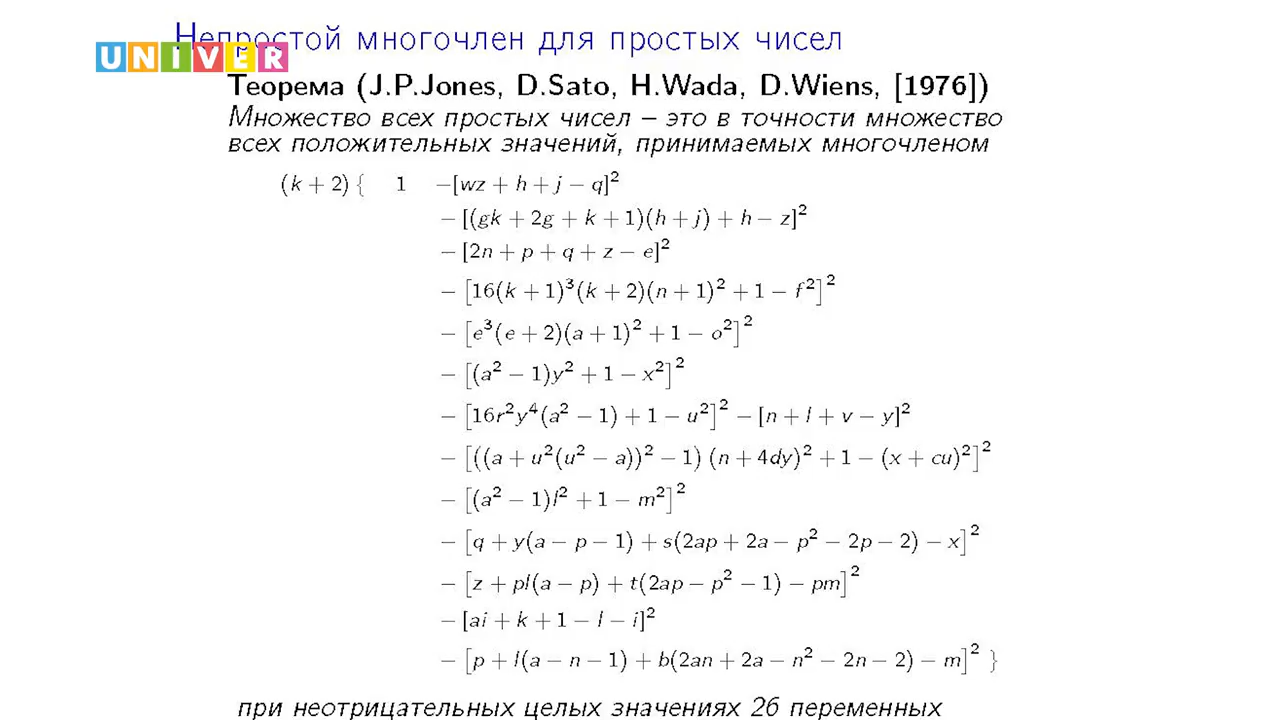 Непростой многочлен для простых чисел
UNIVER
Теорема (J.P.Jones, D.Sato, H.Wada, D.Wiens, [1976])
Множество всех простых чисел – это в точности множество
всех положительных значений, принимаемых многочленом
(k + 2) { 1 −[wz + h + j − q]²
− [(gk + 2g + k + 1)(h + j) + h − z]²
− [2n + p + q + z − e]²
− [16(k + 1)³(k + 2)(n + 1)² + 1 − f²]²
− [e³(e + 2)(a + 1)² + 1 − o²]²
− [(a² − 1)y² + 1 − x²]²
− [16r²y⁴(a² − 1) + 1 − u²]² − [n + l + v − y]²
− [((a + u²(u² − a))² − 1) (n + 4dy)² + 1 − (x + cu)²]²
− [(a² − 1)l² + 1 − m²]²
− [q + y(a − p − 1) + s(2ap + 2a − p² − 2p − 2) − x]²
− [z + pl(a − p) + t(2ap − p² − 1) − pm]²
− [ai + k + 1 − l − i]²
− [p + l(a − n − 1) + b(2an + 2a − n² − 2n − 2) − m]² }
при неотрицательных целых значениях 26 переменных